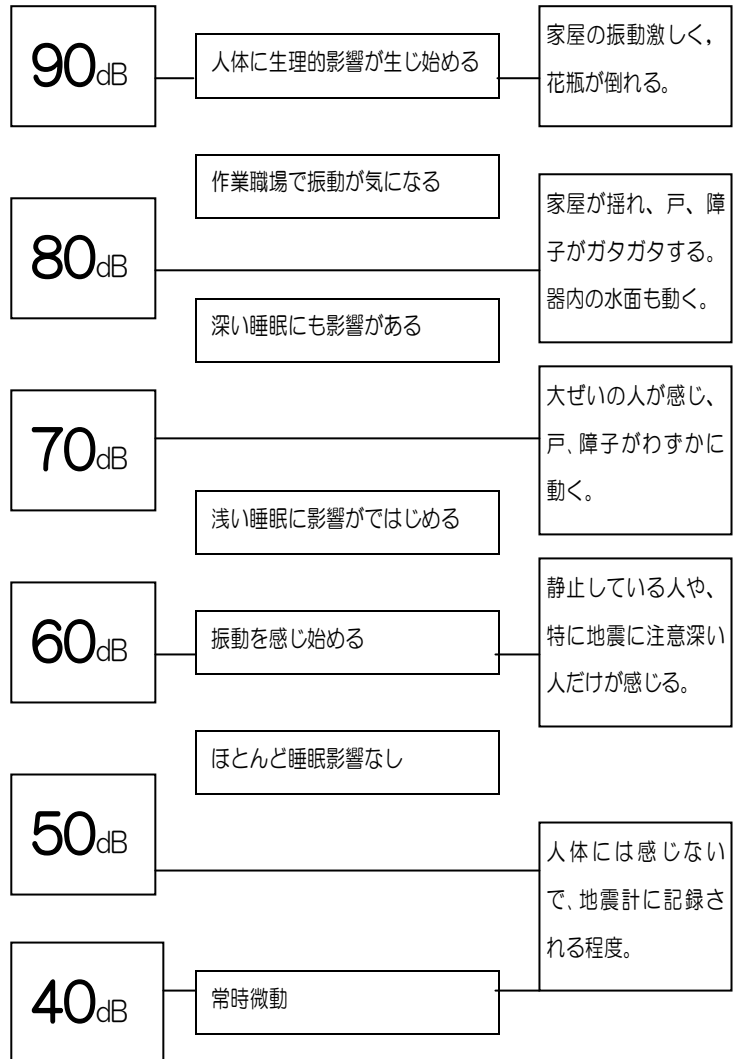 90dB
人体に生理的影響が生じ始める
家屋の振動激しく，
花瓶が倒れる。
作業職場で振動が気になる
80dB
家屋が揺れ、戸、障
子がガタガタする。
器内の水面も動く。
深い睡眠にも影響がある
70dB
大ぜいの人が感じ、
戸、障子がわずかに
動く。
浅い睡眠に影響がではじめる
60dB
振動を感じ始める
静止している人や、
特に地震に注意深い
人だけが感じる。
ほとんど睡眠影響なし
50dB
人体には感じない
で、地震計に記録さ
れる程度。
40dB
常時微動